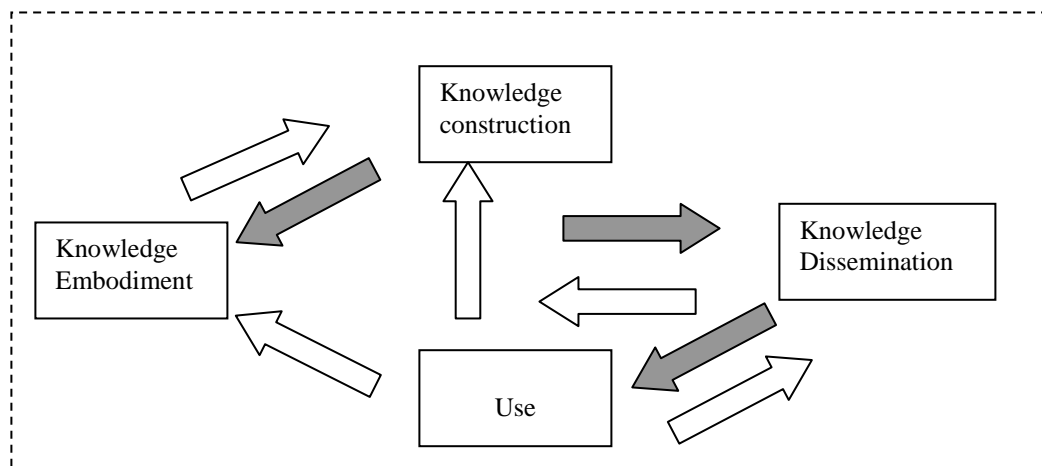 Knowledge
construction
Knowledge
Embodiment
Knowledge
Dissemination
Use